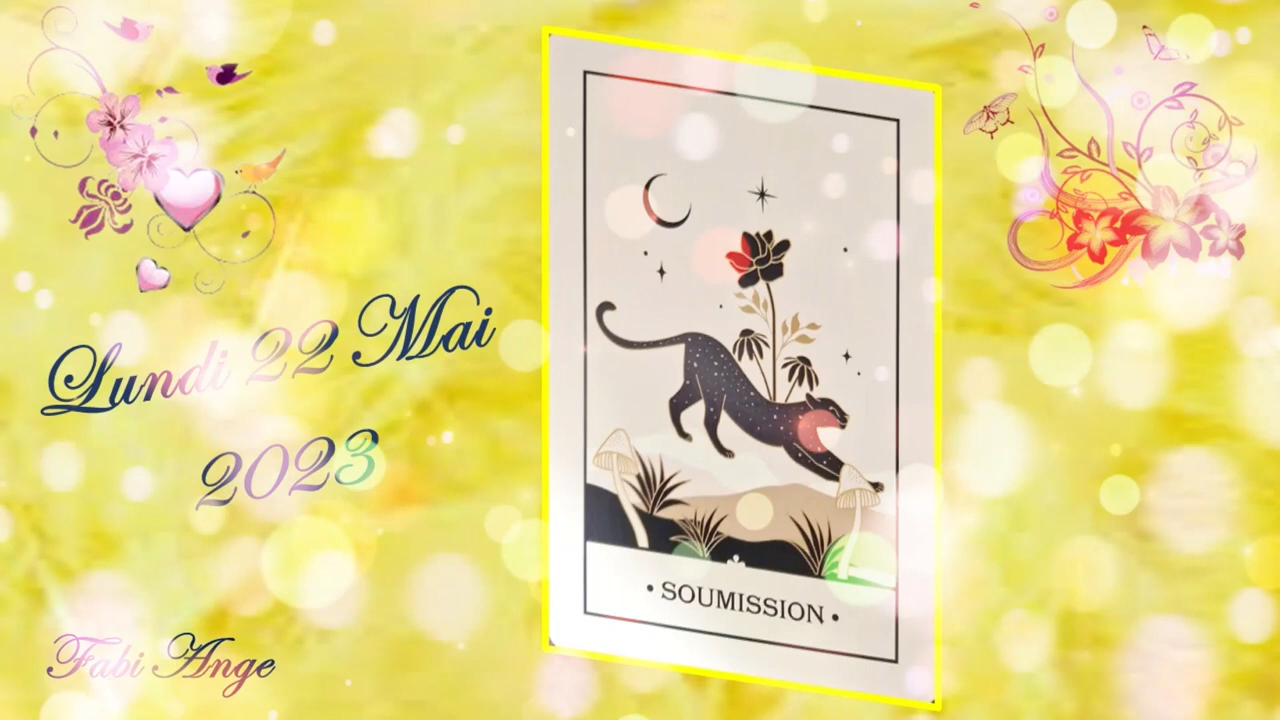 Lundi 22 Mai
2023
Fabi Ange
• SOUMISSION •